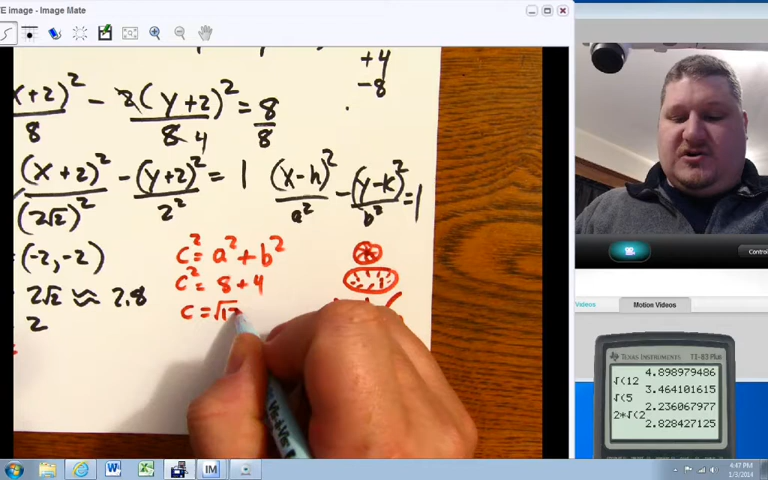 E image - Image Mate
+4
-8
(x+2)²/8 - 2(y+2)²/8 4 = 8/8
(x+2)²/(2√2)² - (y+2)²/2² = 1 (x-h)²/a² - (y-k)²/b² = 1
= (-2,-2)
c² = a² + b²
c² = 8+4
2√2 ≈ 2.8
c = √12
2
Videos
Motion Videos
Control
TEXAS INSTRUMENTS TI-83 Plus
4.898979486
√(12
3.464101615
√(5
2.236067977
2*√(2
2.828427125
4:47 PM
1/3/2014